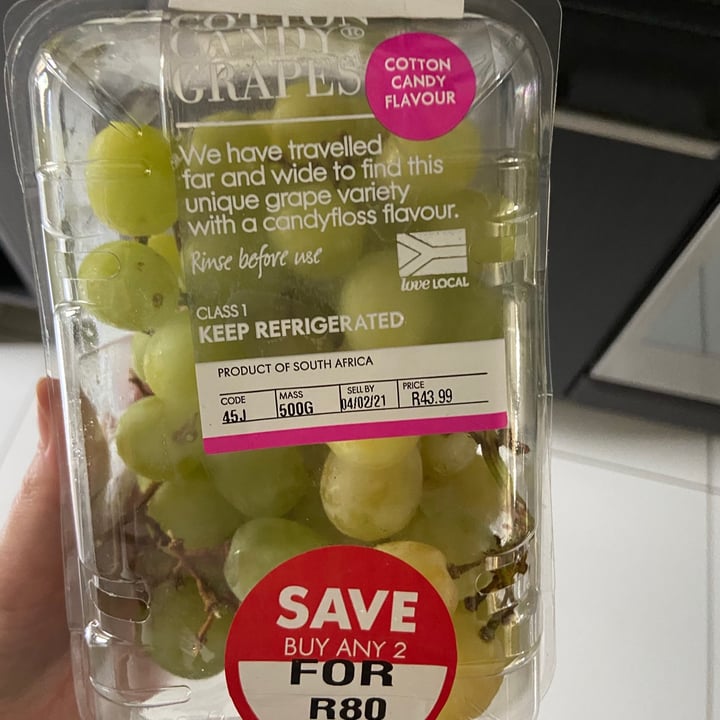 COTTON
CANDY®
GRAPES
COTTON
CANDY
FLAVOUR
We have travelled
far and wide to find this
unique grape variety
with a candyfloss flavour.
Rinse before use
love LOCAL
CLASS 1
KEEP REFRIGERATED
PRODUCT OF SOUTH AFRICA
CODE MASS SELL BY PRICE
45J 500G 04/02/21 R43.99
SAVE
BUY ANY 2
FOR
R80